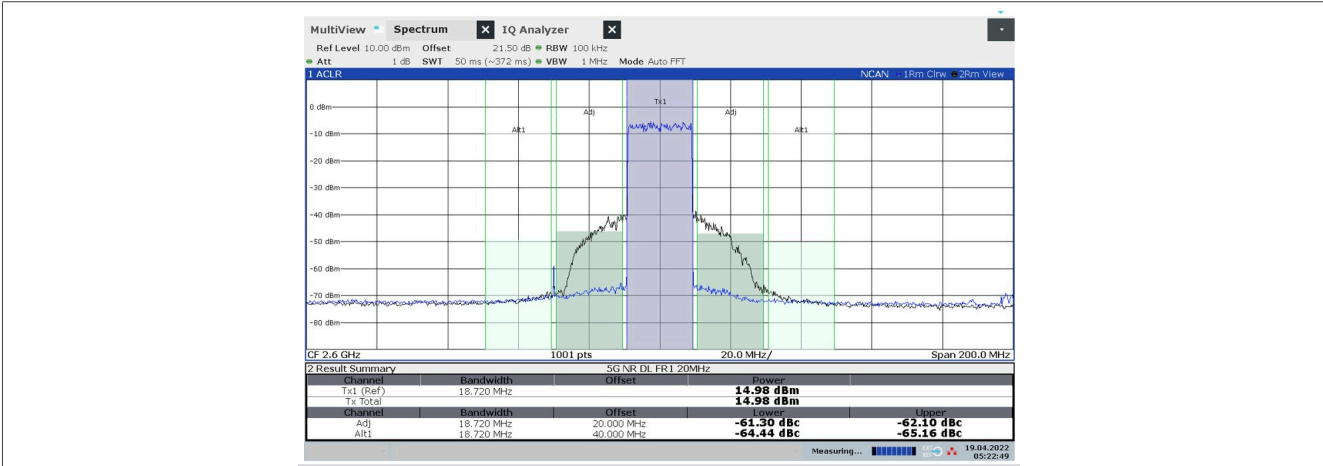 MultiView Spectrum X IQ Analyzer X
Ref Level 10.00 dBm Offset 21.50 dB RBW 100 kHz
Att 1 dB SWT 50 ms (~372 ms) VBW 1 MHz Mode Auto FFT
1 ACLR NCAN 1Rm Clrw 2Rm View
Tx1
Adj Adj
Alt1 Alt1
0 dBm
-10 dBm
-20 dBm
-30 dBm
-40 dBm
-50 dBm
-60 dBm
-70 dBm
-80 dBm
CF 2.6 GHz 1001 pts 20.0 MHz/ Span 200.0 MHz
2 Result Summary 5G NR DL FR1 20MHz
Channel Bandwidth Offset Power
Tx1 (Ref) 18.720 MHz 14.98 dBm
Tx Total 14.98 dBm
Channel Bandwidth Offset Lower Upper
Adj 18.720 MHz 20.000 MHz -61.30 dBc -62.10 dBc
Alt1 18.720 MHz 40.000 MHz -64.44 dBc -65.16 dBc
Measuring... 19.04.2022
05:22:49